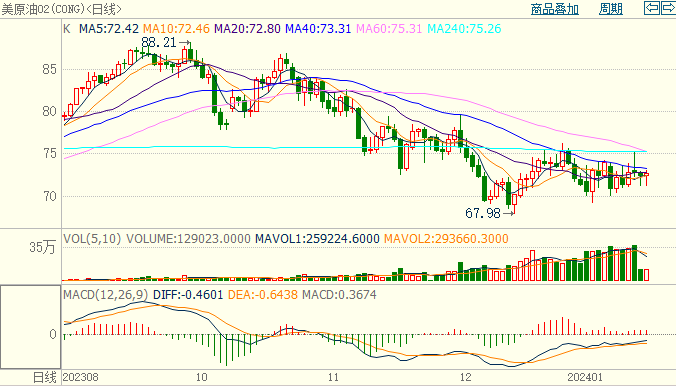 美原油02(CONG)<日线> 商品叠加 周期
K MA5:72.42 MA10:72.46 MA20:72.80 MA40:73.31 MA60:75.31 MA240:75.26
88.21→
85
80
75
70
67.98→
VOL(5,10) VOLUME:129023.0000 MAVOL1:259224.6000 MAVOL2:293660.3000
35万
MACD(12,26,9) DIFF:-0.4601 DEA:-0.6438 MACD:0.3674
0
日线 202308 10 11 12 202401